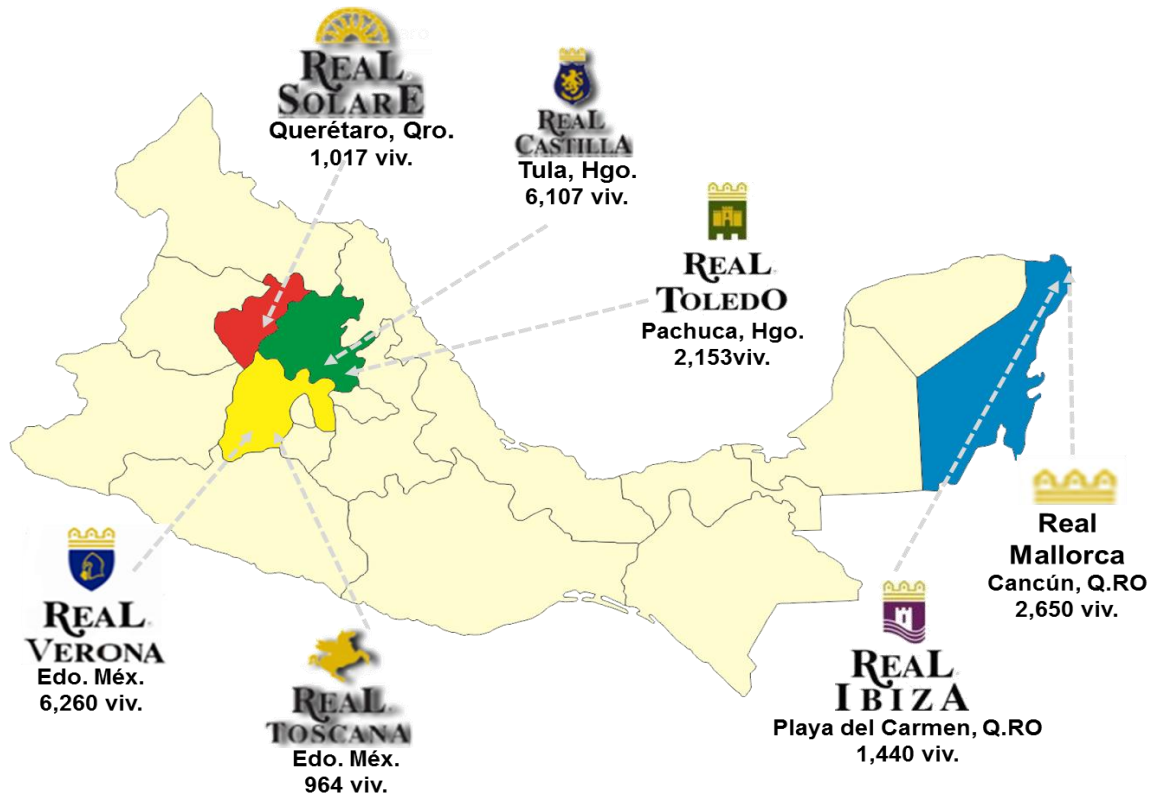 REAL
SOLARE
Querétaro, Qro.
1,017 viv.
REAL
CASTILLA
Tula, Hgo.
6,107 viv.
REAL
TOLEDO
Pachuca, Hgo.
2,153viv.
Real
Mallorca
Cancún, Q.RO
2,650 viv.
REAL
VERONA
Edo. Méx.
6,260 viv.
REAL
TOSCANA
Edo. Méx.
964 viv.
REAL
IBIZA
Playa del Carmen, Q.RO
1,440 viv.